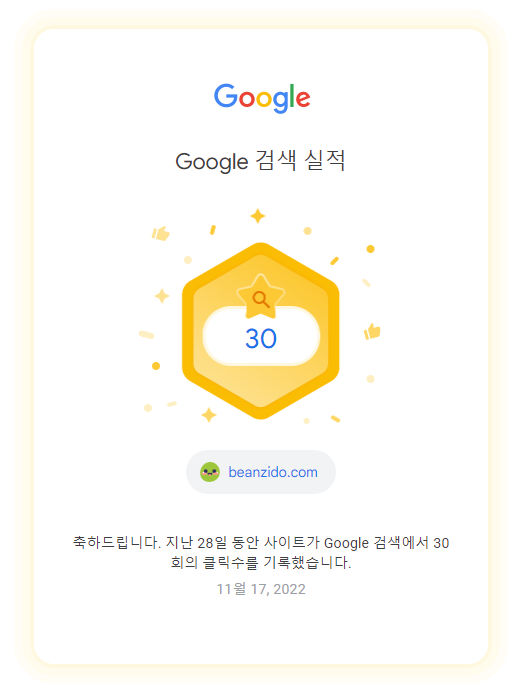 Google
Google 검색 실적
30
beanzido.com
축하드립니다. 지난 28일 동안 사이트가 Google 검색에서 30
회의 클릭수를 기록했습니다.
11월 17, 2022